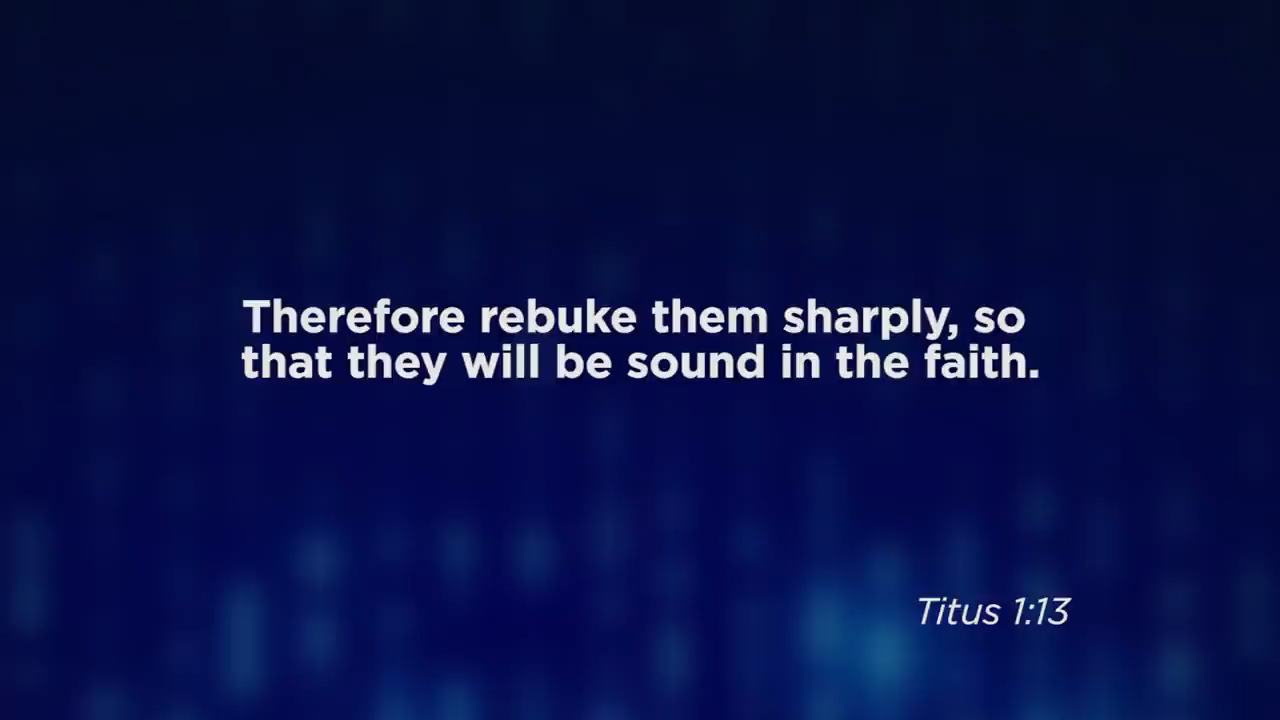 Therefore rebuke them sharply, so
that they will be sound in the faith.
Titus 1:13